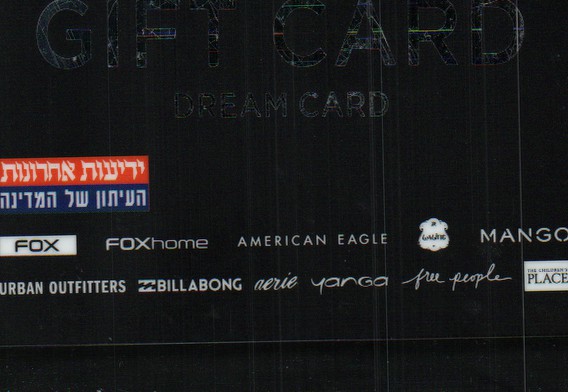 GIFT CARD
DREAM CARD
ידיעות אחרונות
העיתון של המדינה
FOX FOXhome AMERICAN EAGLE laline MANGO
URBAN OUTFITTERS BILLABONG aerie yanga free people THE CHILDREN'S PLACE